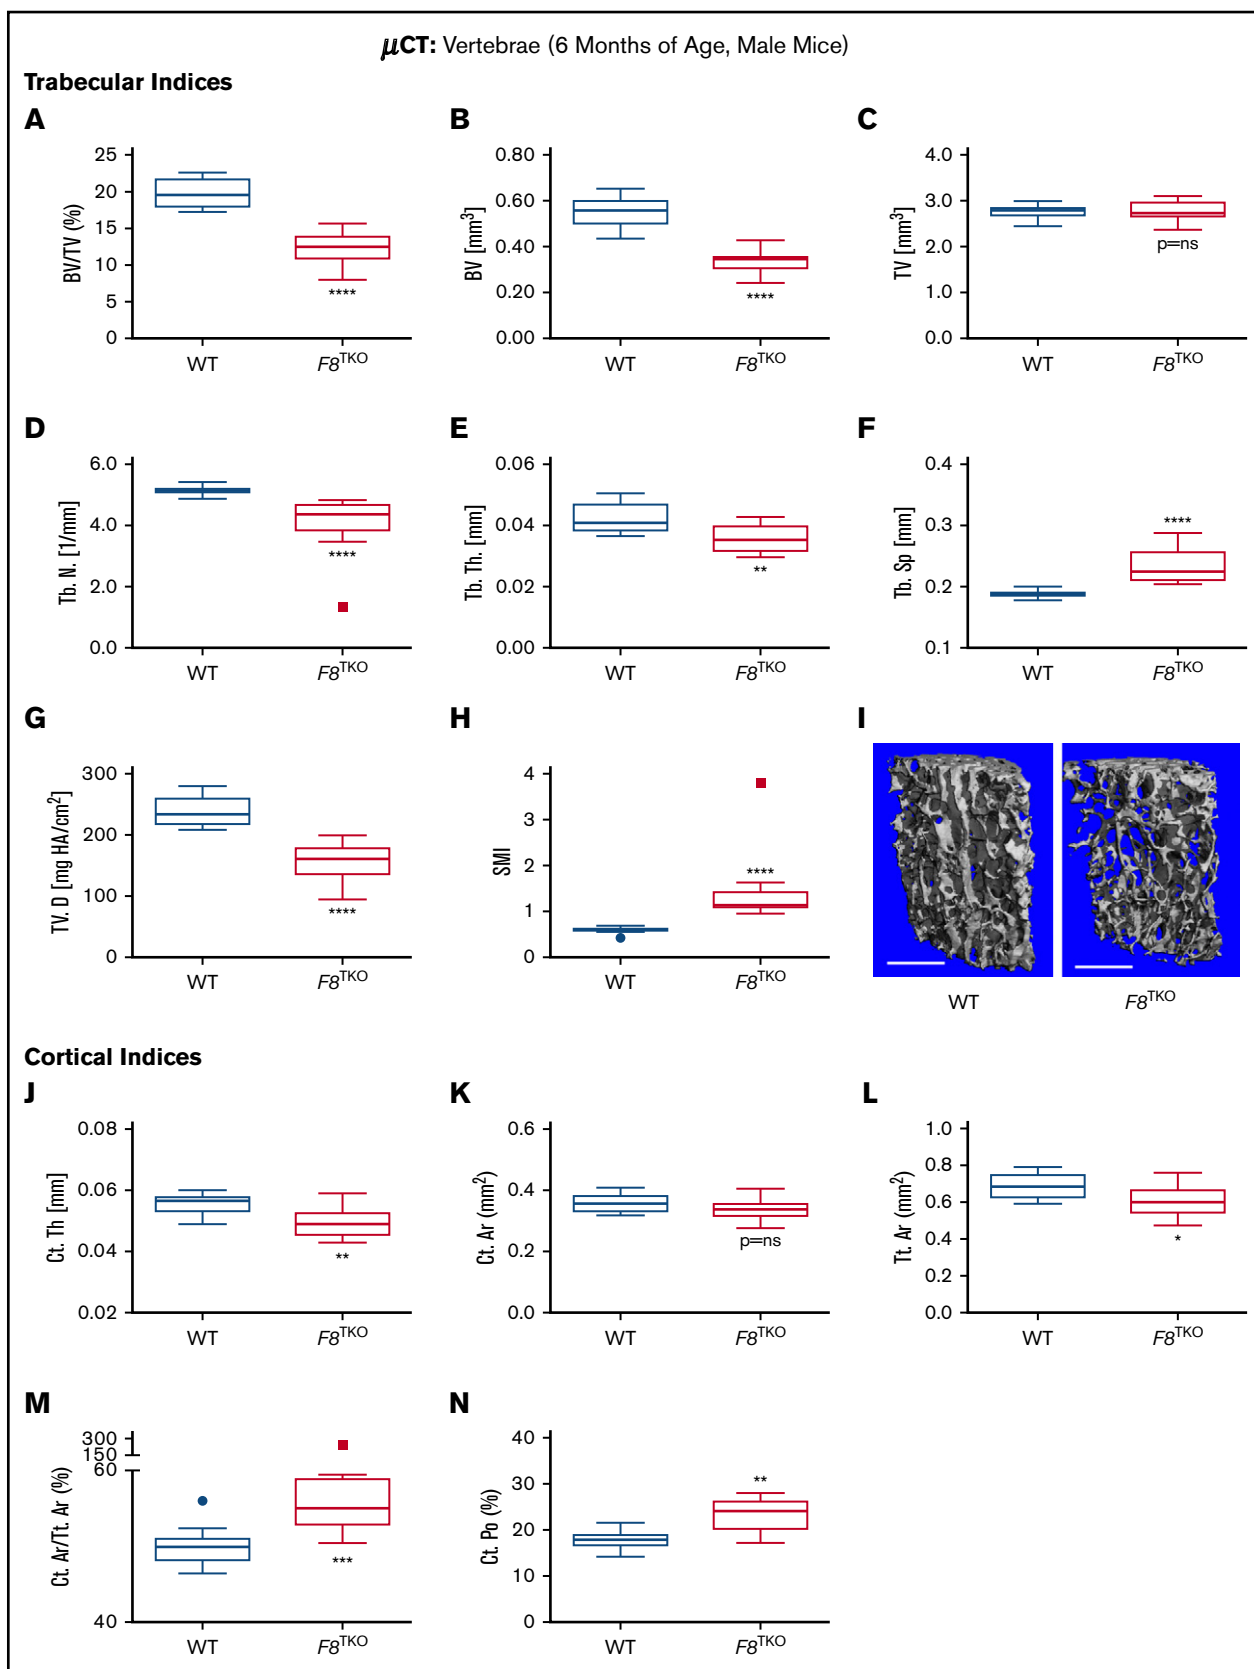 μCT: Vertebrae (6 Months of Age, Male Mice)
Trabecular Indices
A
B
C
25
20
15
10
5
0
BV/TV (%)
****
WT
F8TKO
0.80
0.60
0.40
0.20
0.00
BV [mm3]
****
WT
F8TKO
4.0
3.0
2.0
1.0
0.0
TV [mm3]
p=ns
WT
F8TKO
D
E
F
6.0
4.0
2.0
0.0
Tb. N. [1/mm]
****
WT
F8TKO
0.06
0.04
0.02
0.00
Tb. Th. [mm]
**
WT
F8TKO
0.4
0.3
0.2
0.1
Tb. Sp [mm]
****
WT
F8TKO
G
H
I
300
200
100
0
TV. D [mg HA/cm2]
****
WT
F8TKO
4
3
2
1
0
SMI
****
WT
F8TKO
WT
F8TKO
Cortical Indices
J
K
L
0.08
0.06
0.04
0.02
Ct. Th [mm]
**
WT
F8TKO
0.6
0.4
0.2
0.0
Ct. Ar (mm2)
p=ns
WT
F8TKO
1.0
0.8
0.6
0.4
0.2
0.0
Tt. Ar (mm2)
*
WT
F8TKO
M
N
300
150
60
40
Ct. Ar/Tt. Ar (%)
***
WT
F8TKO
40
30
20
10
0
Ct. Po (%)
**
WT
F8TKO